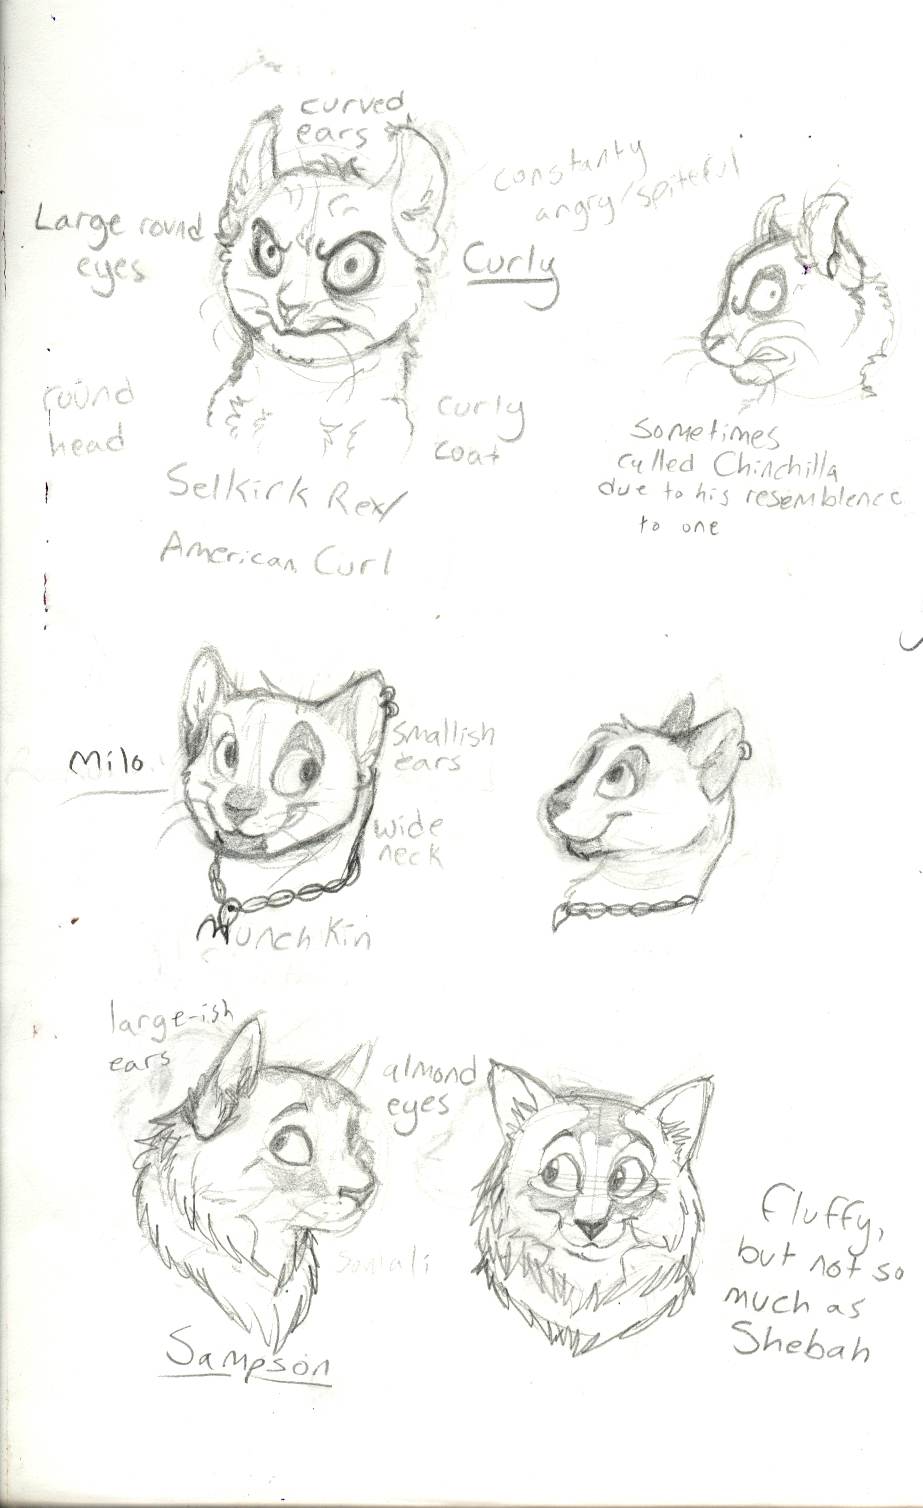 curved
ears
constanty
angry/spiteful
Large round
eyes
Curly
round
head
curly
coat
Selkirk Rex/
American Curl
sometimes
called Chinchilla
due to his resemblence
to one
Milo
smallish
ears
wide
neck
Munchkin
large-ish
ears
almond
eyes
Somali
Sampson
fluffy,
but not so
much as
Shebah